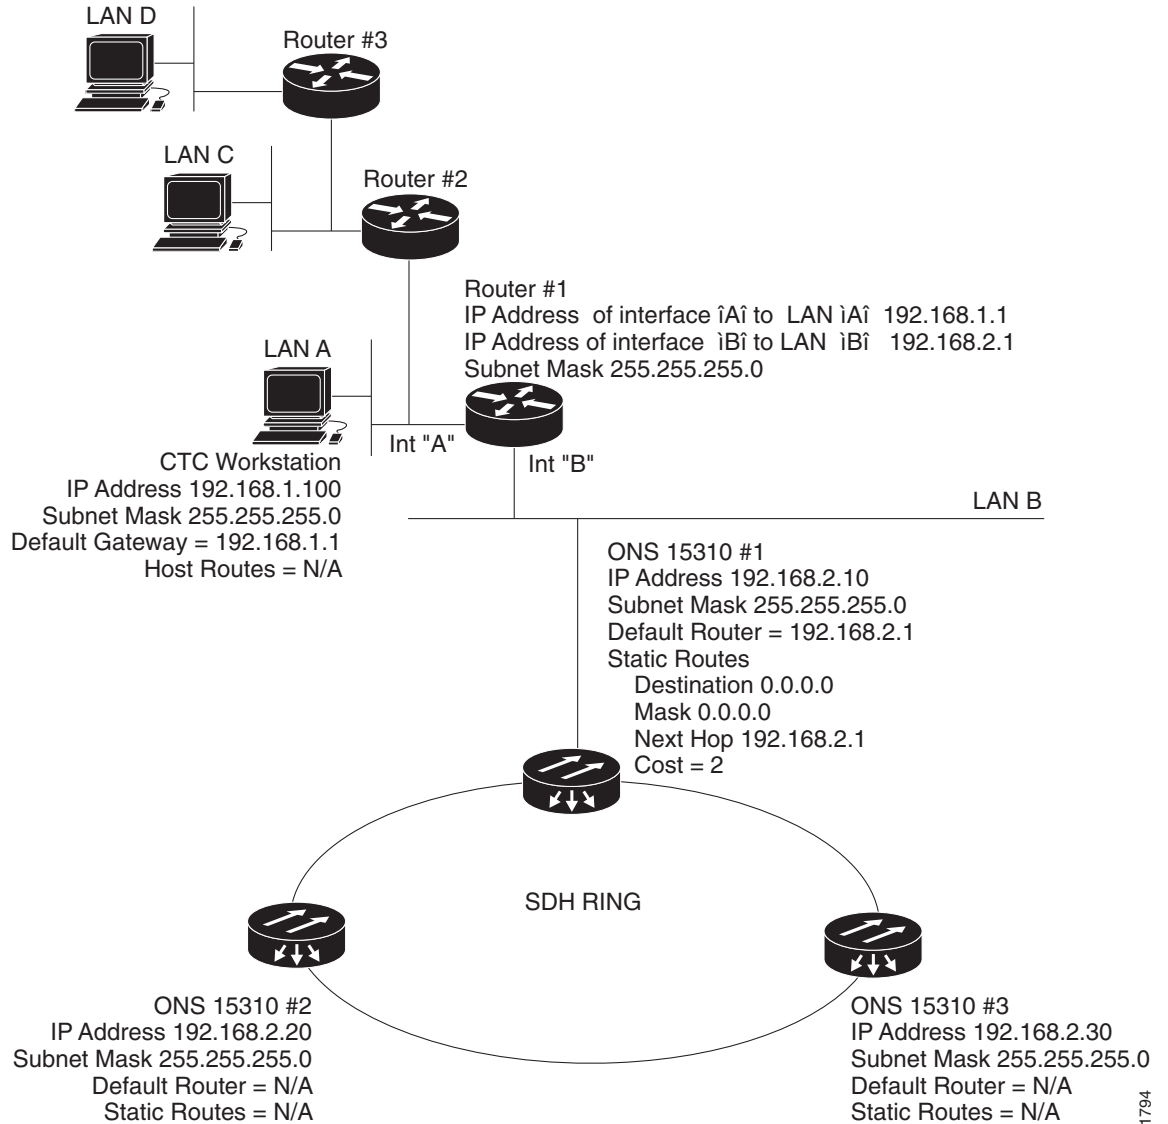 LAN D
Router #3
LAN C
Router #2
Router #1
IP Address of interface îAî to LAN ìAî 192.168.1.1
IP Address of interface ìBî to LAN ìBî 192.168.2.1
Subnet Mask 255.255.255.0
LAN A
Int "A"
Int "B"
CTC Workstation
IP Address 192.168.1.100
Subnet Mask 255.255.255.0
Default Gateway = 192.168.1.1
Host Routes = N/A
LAN B
ONS 15310 #1
IP Address 192.168.2.10
Subnet Mask 255.255.255.0
Default Router = 192.168.2.1
Static Routes
Destination 0.0.0.0
Mask 0.0.0.0
Next Hop 192.168.2.1
Cost = 2
SDH RING
ONS 15310 #2
IP Address 192.168.2.20
Subnet Mask 255.255.255.0
Default Router = N/A
Static Routes = N/A
ONS 15310 #3
IP Address 192.168.2.30
Subnet Mask 255.255.255.0
Default Router = N/A
Static Routes = N/A
1794